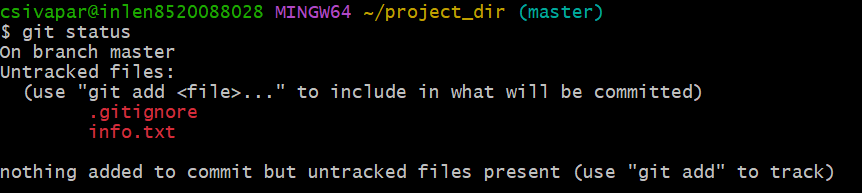 csivapar@inlen8520088028 MINGW64 ~/project_dir (master)
$ git status
On branch master
Untracked files:
  (use "git add <file>..." to include in what will be committed)
        .gitignore
        info.txt

nothing added to commit but untracked files present (use "git add" to track)